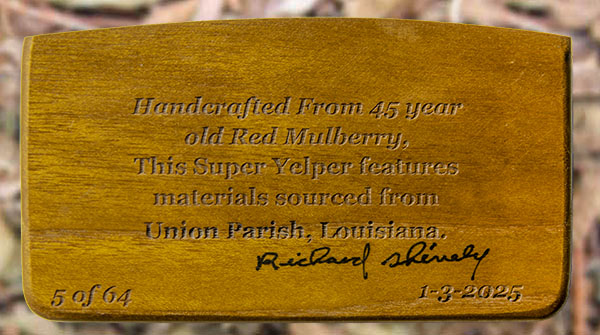 Handcrafted From 45 year
old Red Mulberry,
This Super Yelper features
materials sourced from
Union Parish, Louisiana.
Richard Shively
5 of 64
1-3-2025